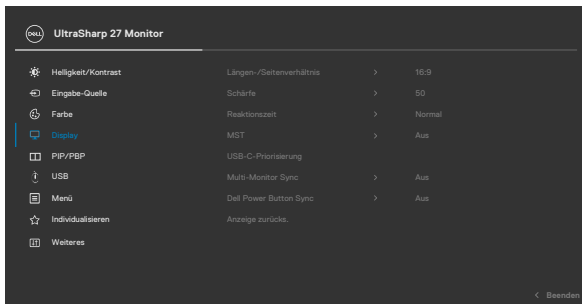 DELL UltraSharp 27 Monitor
Helligkeit/Kontrast Längen-/Seitenverhältnis > 16:9
Eingabe-Quelle Schärfe > 50
Farbe Reaktionszeit > Normal
Display MST > Aus
PIP/PBP USB-C-Priorisierung
USB Multi-Monitor Sync > Aus
Menü Dell Power Button Sync > Aus
Individualisieren Anzeige zurücks.
Weiteres
< Beenden